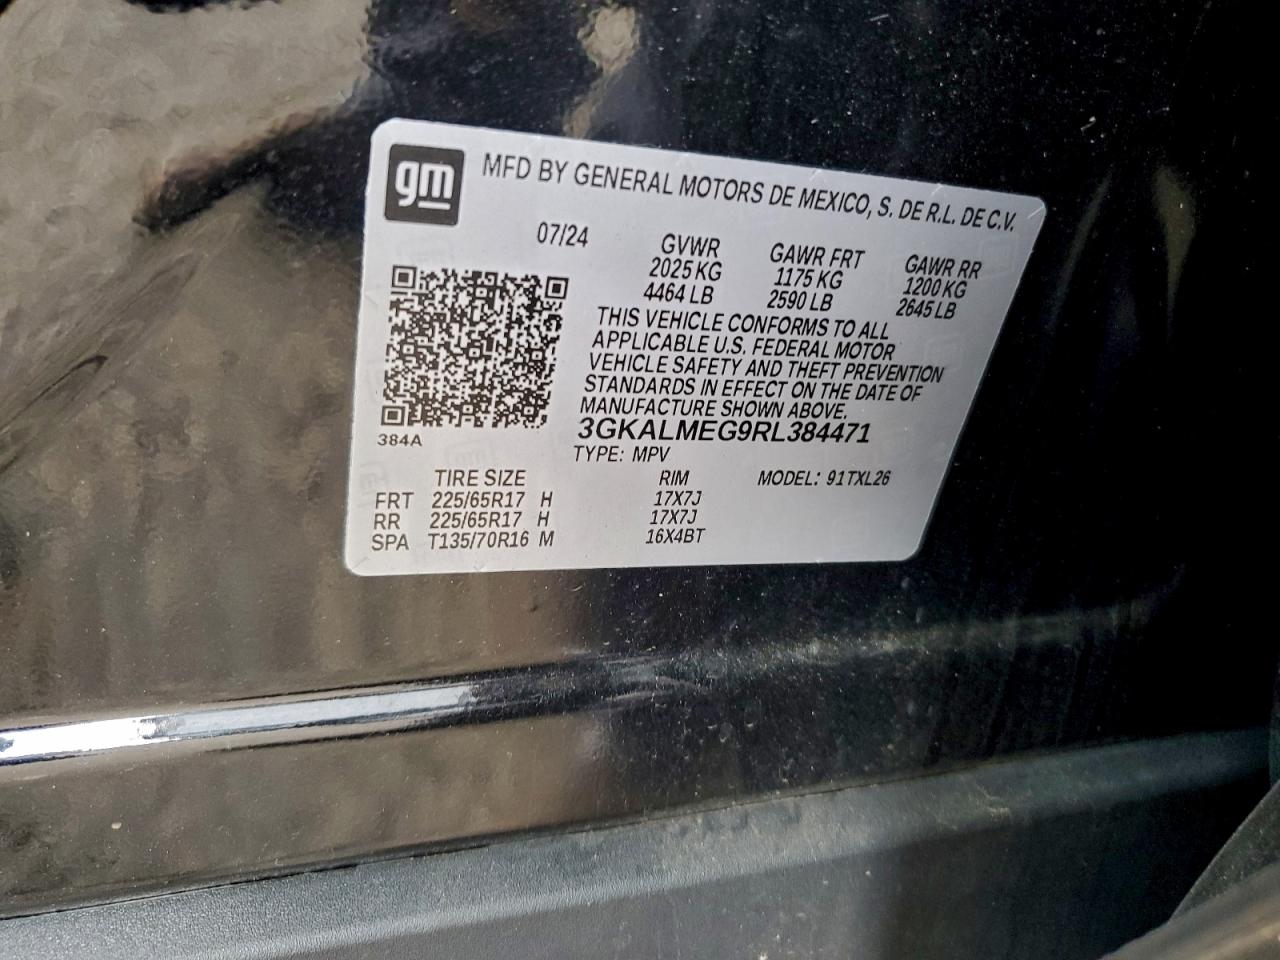 gm
MFD BY GENERAL MOTORS DE MEXICO, S. DE R.L. DE C.V.
07/24 GVWR GAWR FRT GAWR RR
2025 KG 1175 KG 1200 KG
4464 LB 2590 LB 2645 LB
THIS VEHICLE CONFORMS TO ALL
APPLICABLE U.S. FEDERAL MOTOR
VEHICLE SAFETY AND THEFT PREVENTION
STANDARDS IN EFFECT ON THE DATE OF
MANUFACTURE SHOWN ABOVE.
384A
3GKALMEG9RL384471
TYPE: MPV
TIRE SIZE RIM MODEL: 91TXL26
FRT 225/65R17 H 17X7J
RR 225/65R17 H 17X7J
SPA T135/70R16 M 16X4BT